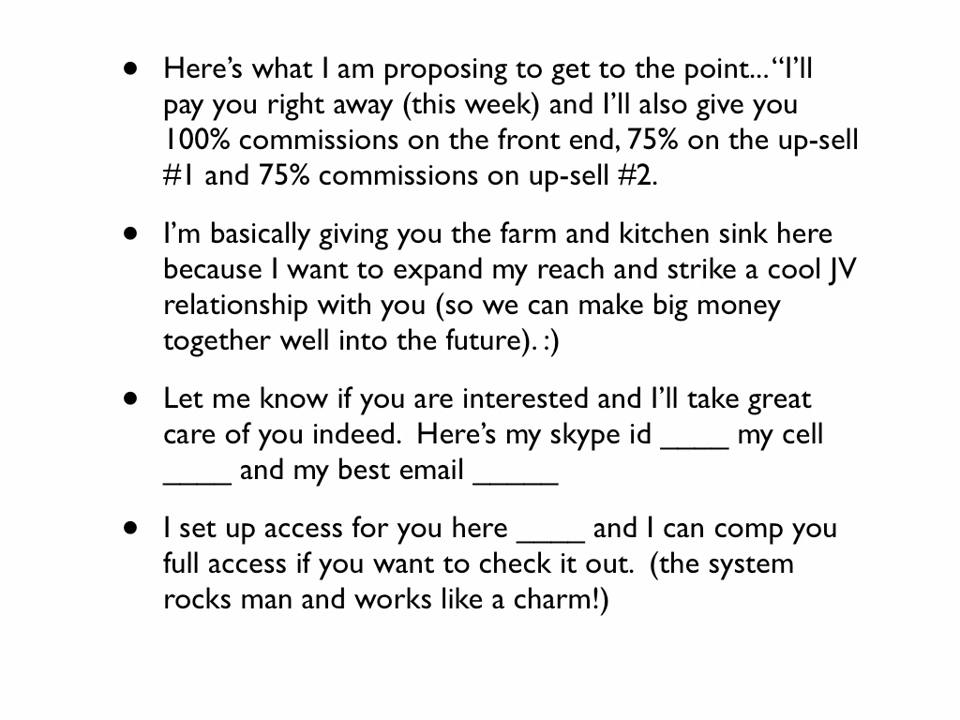 • Here's what I am proposing to get to the point... “I'll
pay you right away (this week) and I'll also give you
100% commissions on the front end, 75% on the up-sell
#1 and 75% commissions on up-sell #2.
• I'm basically giving you the farm and kitchen sink here
because I want to expand my reach and strike a cool JV
relationship with you (so we can make big money
together well into the future). :)
• Let me know if you are interested and I'll take great
care of you indeed.  Here's my skype id ____ my cell
____ and my best email _____
• I set up access for you here ____ and I can comp you
full access if you want to check it out.  (the system
rocks man and works like a charm!)